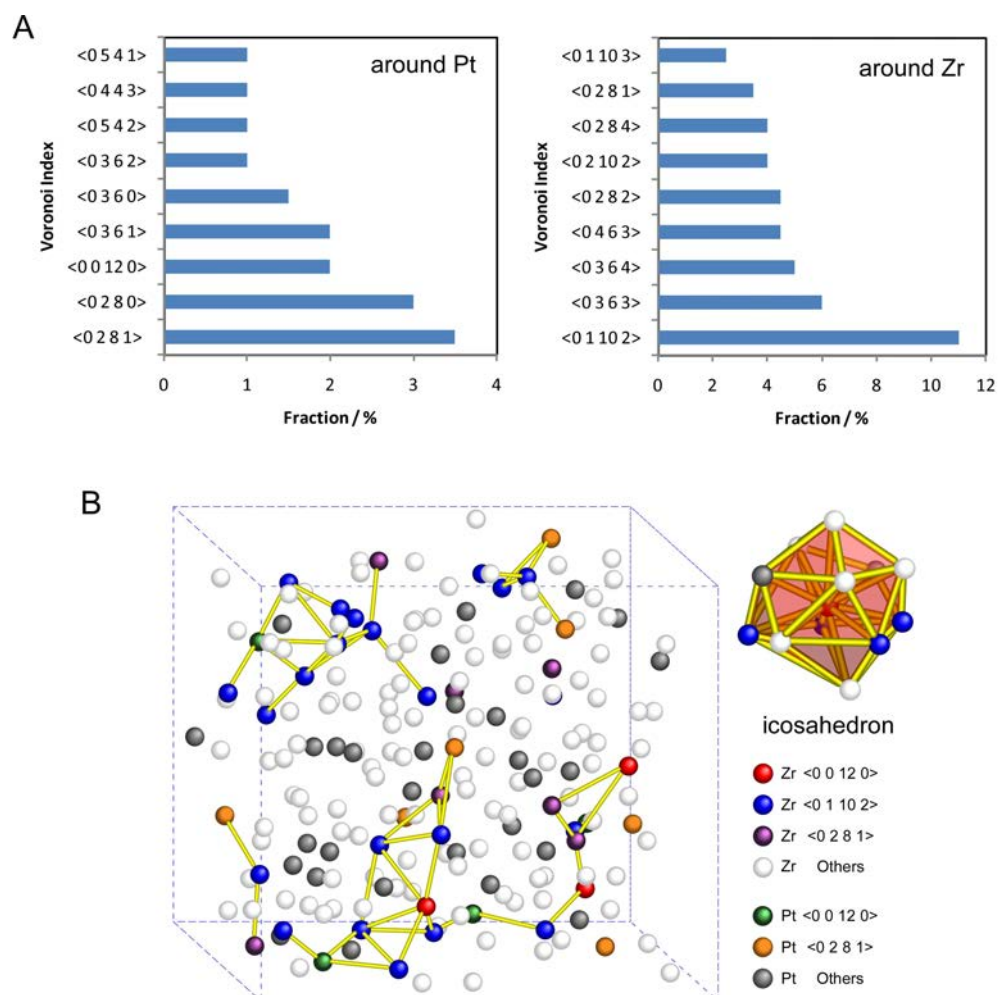 A
around Pt
Voronoi Index
<0 5 4 1>
<0 4 4 3>
<0 5 4 2>
<0 3 6 2>
<0 3 6 0>
<0 3 6 1>
<0 0 12 0>
<0 2 8 0>
<0 2 8 1>
0 1 2 3 4
Fraction / %
around Zr
Voronoi Index
<0 1 10 3>
<0 2 8 1>
<0 2 8 4>
<0 2 10 2>
<0 2 8 2>
<0 4 6 3>
<0 3 6 4>
<0 3 6 3>
<0 1 10 2>
0 2 4 6 8 10 12
Fraction / %
B
icosahedron
Zr <0 0 12 0>
Zr <0 1 10 2>
Zr <0 2 8 1>
Zr Others
Pt <0 0 12 0>
Pt <0 2 8 1>
Pt Others